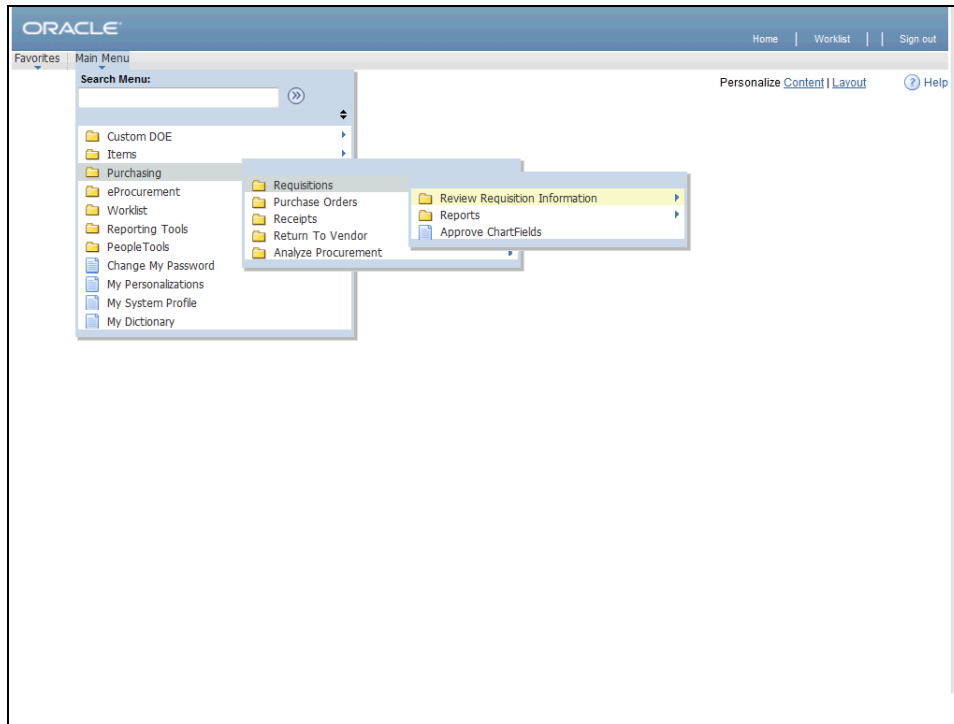 ORACLE
Home | Worklist | | Sign out
Favorites Main Menu
Search Menu:
Personalize Content | Layout ? Help
Custom DOE
Items
Purchasing
eProcurement
Worklist
Reporting Tools
PeopleTools
Change My Password
My Personalizations
My System Profile
My Dictionary
Requisitions
Purchase Orders
Receipts
Return To Vendor
Analyze Procurement
Review Requisition Information
Reports
Approve ChartFields